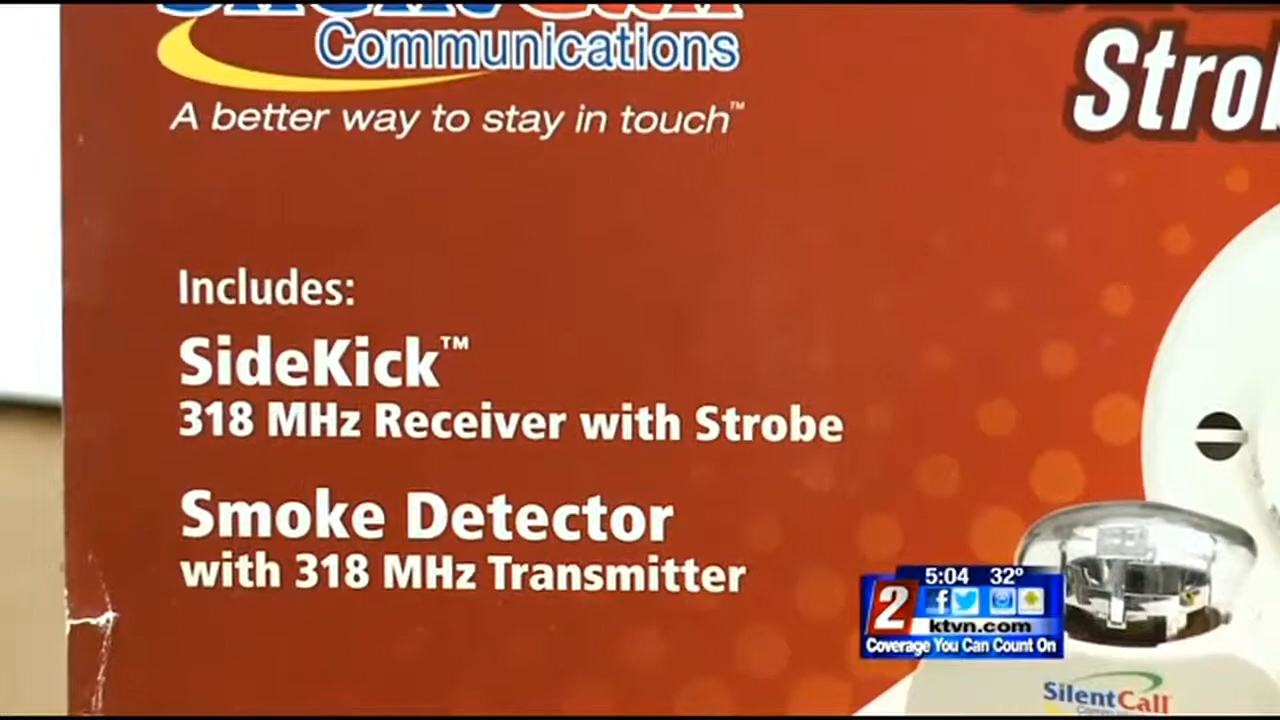 Communications
A better way to stay in touch™
Includes:
SideKick™
318 MHz Receiver with Strobe
Smoke Detector
with 318 MHz Transmitter
5:04 32°
2
ktvn.com
Coverage You Can Count On
SilentCall